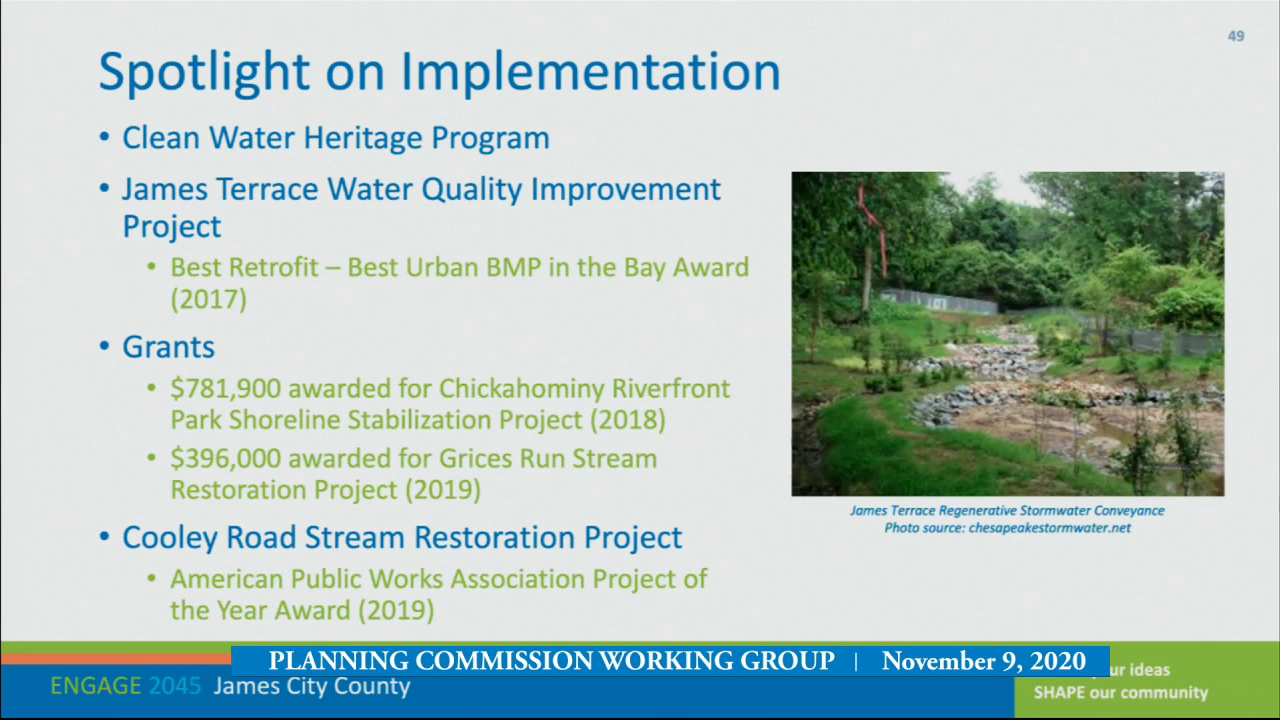 49
Spotlight on Implementation
• Clean Water Heritage Program
• James Terrace Water Quality Improvement
Project
• Best Retrofit – Best Urban BMP in the Bay Award
(2017)
• Grants
• $781,900 awarded for Chickahominy Riverfront
Park Shoreline Stabilization Project (2018)
• $396,000 awarded for Grices Run Stream
Restoration Project (2019)
• Cooley Road Stream Restoration Project
• American Public Works Association Project of
the Year Award (2019)
James Terrace Regenerative Stormwater Conveyance
Photo source: chesapeakestormwater.net
PLANNING COMMISSION WORKING GROUP | November 9, 2020
ENGAGE 2045 James City County
ideas
SHAPE our community